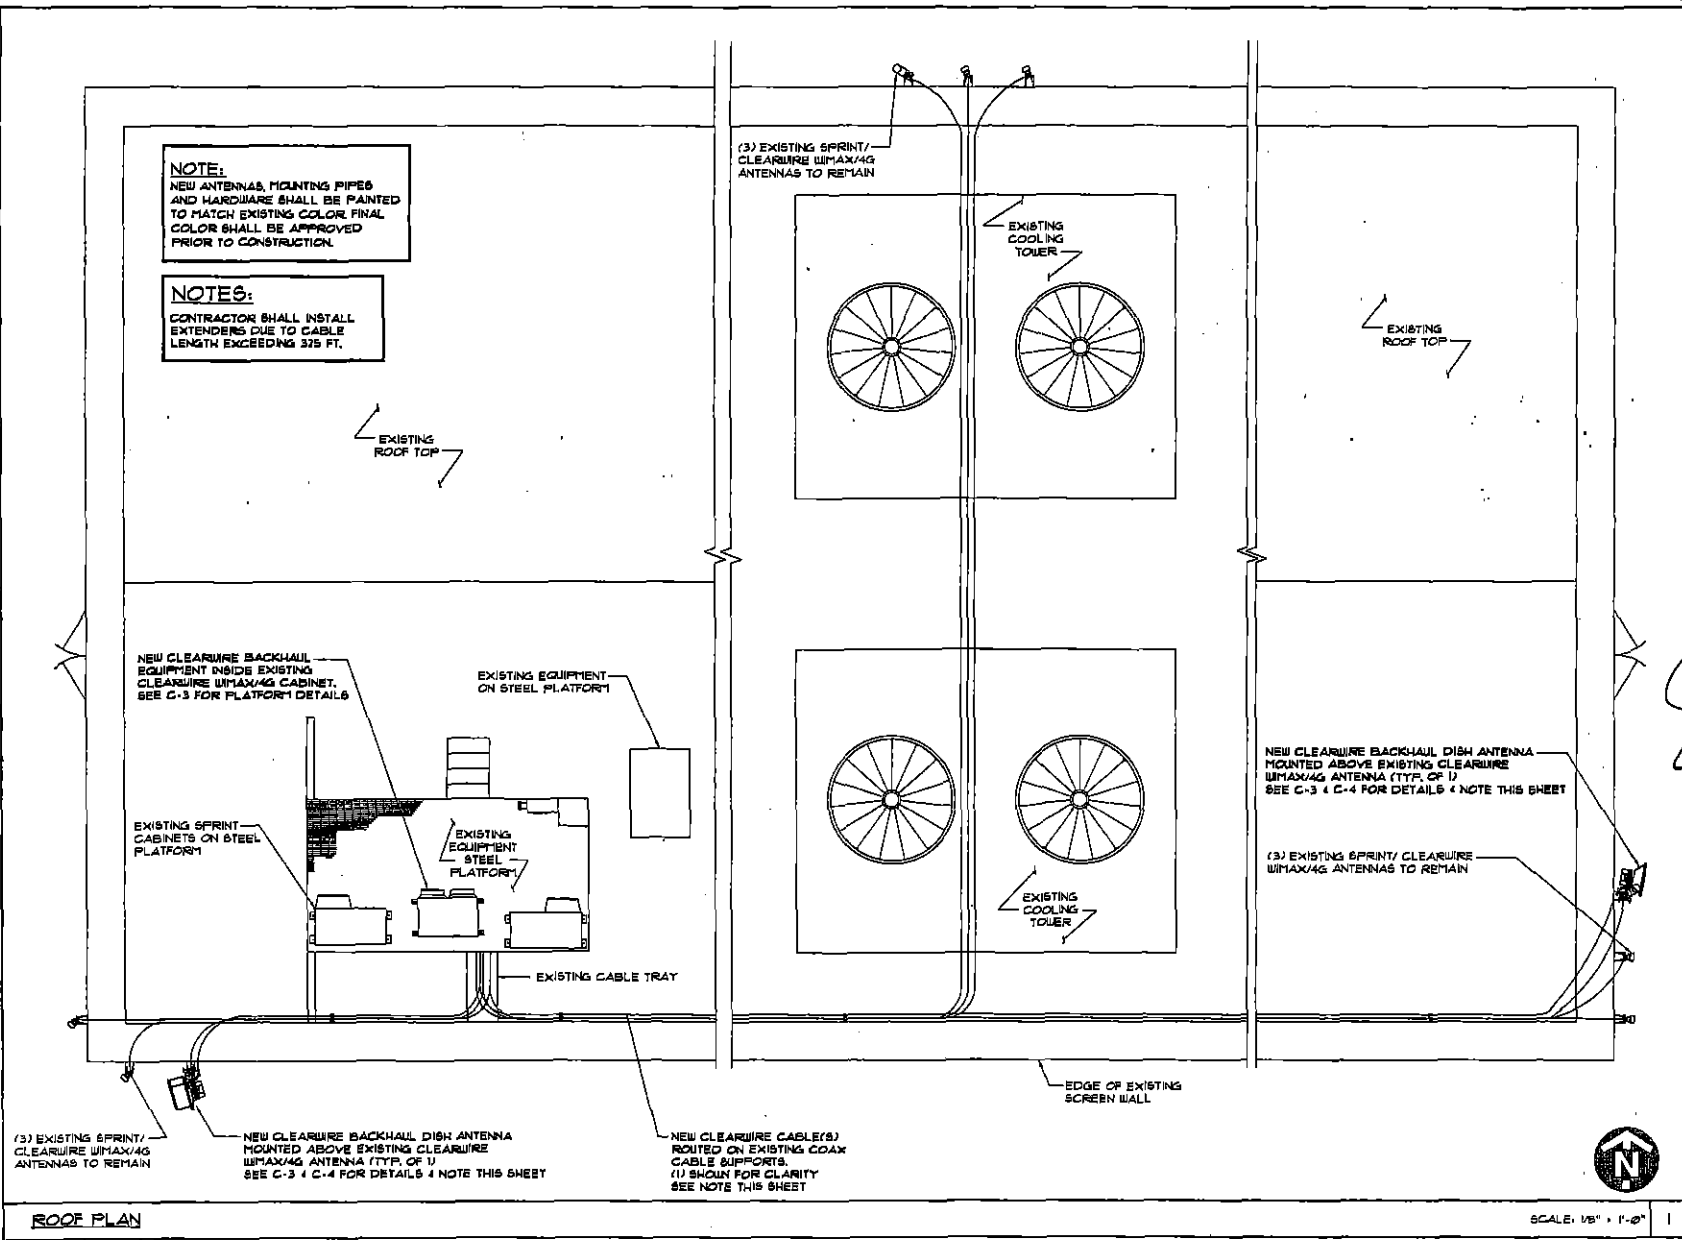 NOTE:
NEW ANTENNAS, MOUNTING PIPES
AND HARDWARE SHALL BE PAINTED
TO MATCH EXISTING COLOR. FINAL
COLOR SHALL BE APPROVED
PRIOR TO CONSTRUCTION.
NOTES:
CONTRACTOR SHALL INSTALL
EXTENDERS DUE TO CABLE
LENGTH EXCEEDING 325 FT.
(3) EXISTING SPRINT/
CLEARWIRE WIMAX/4G
ANTENNAS TO REMAIN
EXISTING
COOLING
TOWER
EXISTING
ROOF TOP
EXISTING
ROOF TOP
NEW CLEARWIRE BACKHAUL
EQUIPMENT INSIDE EXISTING
CLEARWIRE WIMAX/4G CABINET.
SEE C-3 FOR PLATFORM DETAILS
EXISTING EQUIPMENT
ON STEEL PLATFORM
EXISTING SPRINT
CABINETS ON STEEL
PLATFORM
EXISTING
EQUIPMENT
STEEL
PLATFORM
NEW CLEARWIRE BACKHAUL DISH ANTENNA
MOUNTED ABOVE EXISTING CLEARWIRE
WIMAX/4G ANTENNA (TYP. OF 1)
SEE C-3 & C-4 FOR DETAILS & NOTE THIS SHEET
(3) EXISTING SPRINT/ CLEARWIRE
WIMAX/4G ANTENNAS TO REMAIN
EXISTING
COOLING
TOWER
EXISTING CABLE TRAY
EDGE OF EXISTING
SCREEN WALL
(3) EXISTING SPRINT/
CLEARWIRE WIMAX/4G
ANTENNAS TO REMAIN
NEW CLEARWIRE BACKHAUL DISH ANTENNA
MOUNTED ABOVE EXISTING CLEARWIRE
WIMAX/4G ANTENNA (TYP. OF 1)
SEE C-3 & C-4 FOR DETAILS & NOTE THIS SHEET
NEW CLEARWIRE CABLE(S)
ROUTED ON EXISTING COAX
CABLE SUPPORTS.
(1) SHOWN FOR CLARITY
SEE NOTE THIS SHEET
N
ROOF PLAN
SCALE: 1/8" = 1'-0"
1